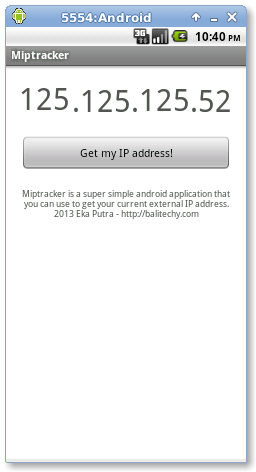 5554:Android
3G
10:40 PM
Miptracker
125.125.125.52
Get my IP address!
Miptracker is a super simple android application that
you can use to get your current external IP address.
2013 Eka Putra - http://balitechy.com